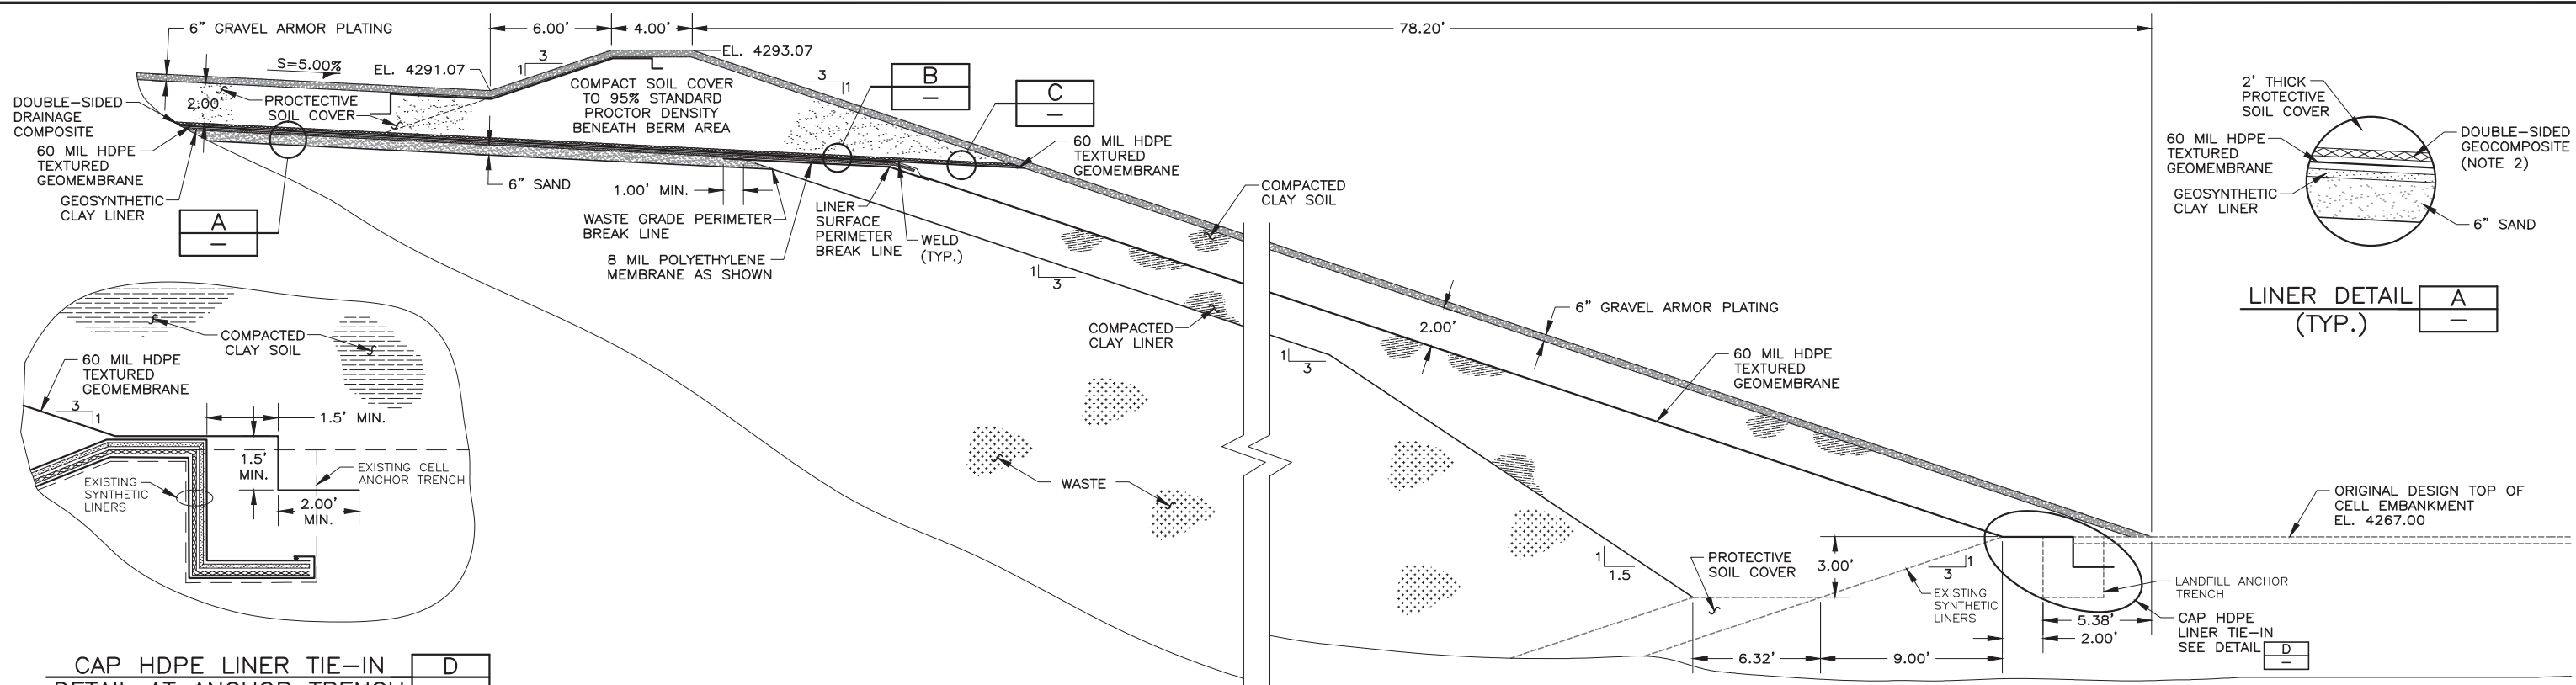 6" GRAVEL ARMOR PLATING
S=5.00%
EL. 4291.07
6.00'
4.00'
78.20'
EL. 4293.07
3
1
3
1
2.00'
PROCTECTIVE
SOIL COVER
COMPACT SOIL COVER
TO 95% STANDARD
PROCTOR DENSITY
BENEATH BERM AREA
B
–
C
–
DOUBLE-SIDED
DRAINAGE
COMPOSITE
60 MIL HDPE
TEXTURED
GEOMEMBRANE
GEOSYNTHETIC
CLAY LINER
A
–
6" SAND
1.00' MIN.
WASTE GRADE PERIMETER
BREAK LINE
8 MIL POLYETHYLENE
MEMBRANE AS SHOWN
LINER
SURFACE
PERIMETER
BREAK LINE
WELD
(TYP.)
60 MIL HDPE
TEXTURED
GEOMEMBRANE
COMPACTED
CLAY SOIL
1
3
COMPACTED
CLAY LINER
1
3
2.00'
6" GRAVEL ARMOR PLATING
60 MIL HDPE
TEXTURED
GEOMEMBRANE
WASTE
1
1.5
PROTECTIVE
SOIL COVER
3.00'
3
1
EXISTING
SYNTHETIC
LINERS
6.32'
9.00'
5.38'
2.00'
ORIGINAL DESIGN TOP OF
CELL EMBANKMENT
EL. 4267.00
LANDFILL ANCHOR
TRENCH
CAP HDPE
LINER TIE-IN
SEE DETAIL
D
–
2' THICK
PROTECTIVE
SOIL COVER
60 MIL HDPE
TEXTURED
GEOMEMBRANE
GEOSYNTHETIC
CLAY LINER
DOUBLE-SIDED
GEOCOMPOSITE
(NOTE 2)
6" SAND
LINER DETAIL
(TYP.)
A
–
COMPACTED
CLAY SOIL
60 MIL HDPE
TEXTURED
GEOMEMBRANE
3
1
1.5' MIN.
1.5'
MIN.
EXISTING
SYNTHETIC
LINERS
EXISTING CELL
ANCHOR TRENCH
2.00'
MIN.
CAP HDPE LINER TIE-IN
D
DETAIL AT ANCHOR TRENCH